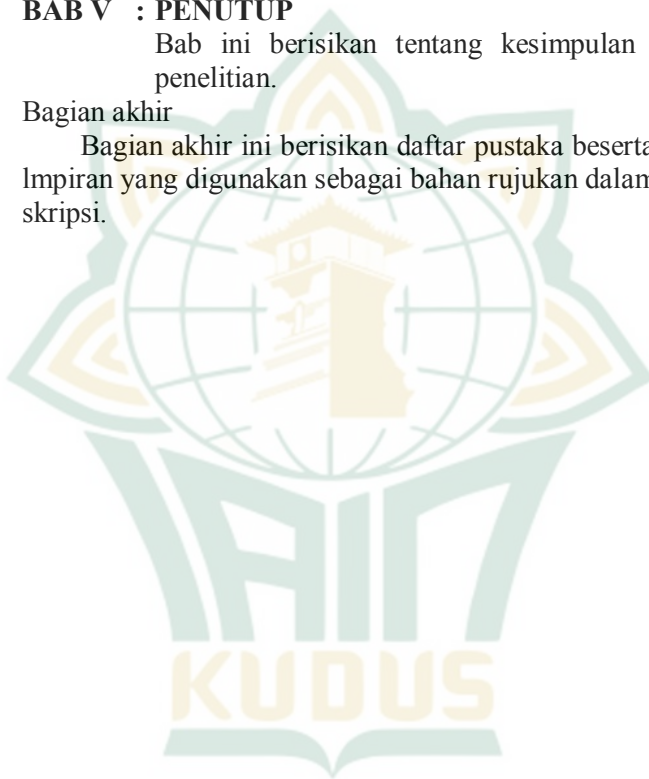 BAB V : PENUTUP
Bab ini berisikan tentang kesimpulan
penelitian.
Bagian akhir
Bagian akhir ini berisikan daftar pustaka beserta
lmpiran yang digunakan sebagai bahan rujukan dalam
skripsi.
IAIN
KUDUS